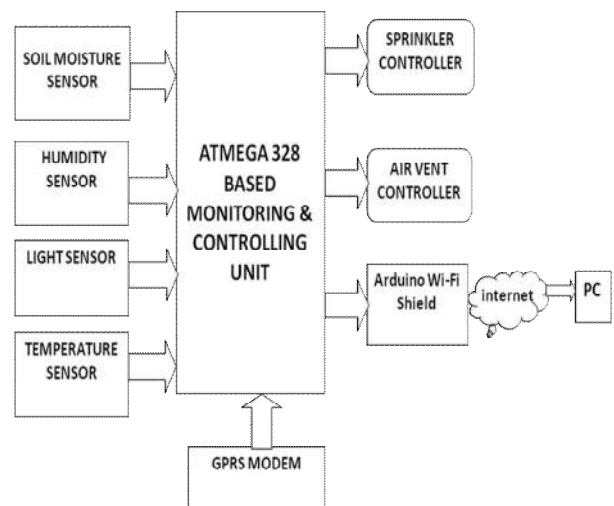 SOIL MOISTURE
SENSOR
HUMIDITY
SENSOR
LIGHT SENSOR
TEMPERATURE
SENSOR
ATMEGA 328
BASED
MONITORING &
CONTROLLING
UNIT
GPRS MODEM
SPRINKLER
CONTROLLER
AIR VENT
CONTROLLER
Arduino Wi-Fi
Shield
internet
PC